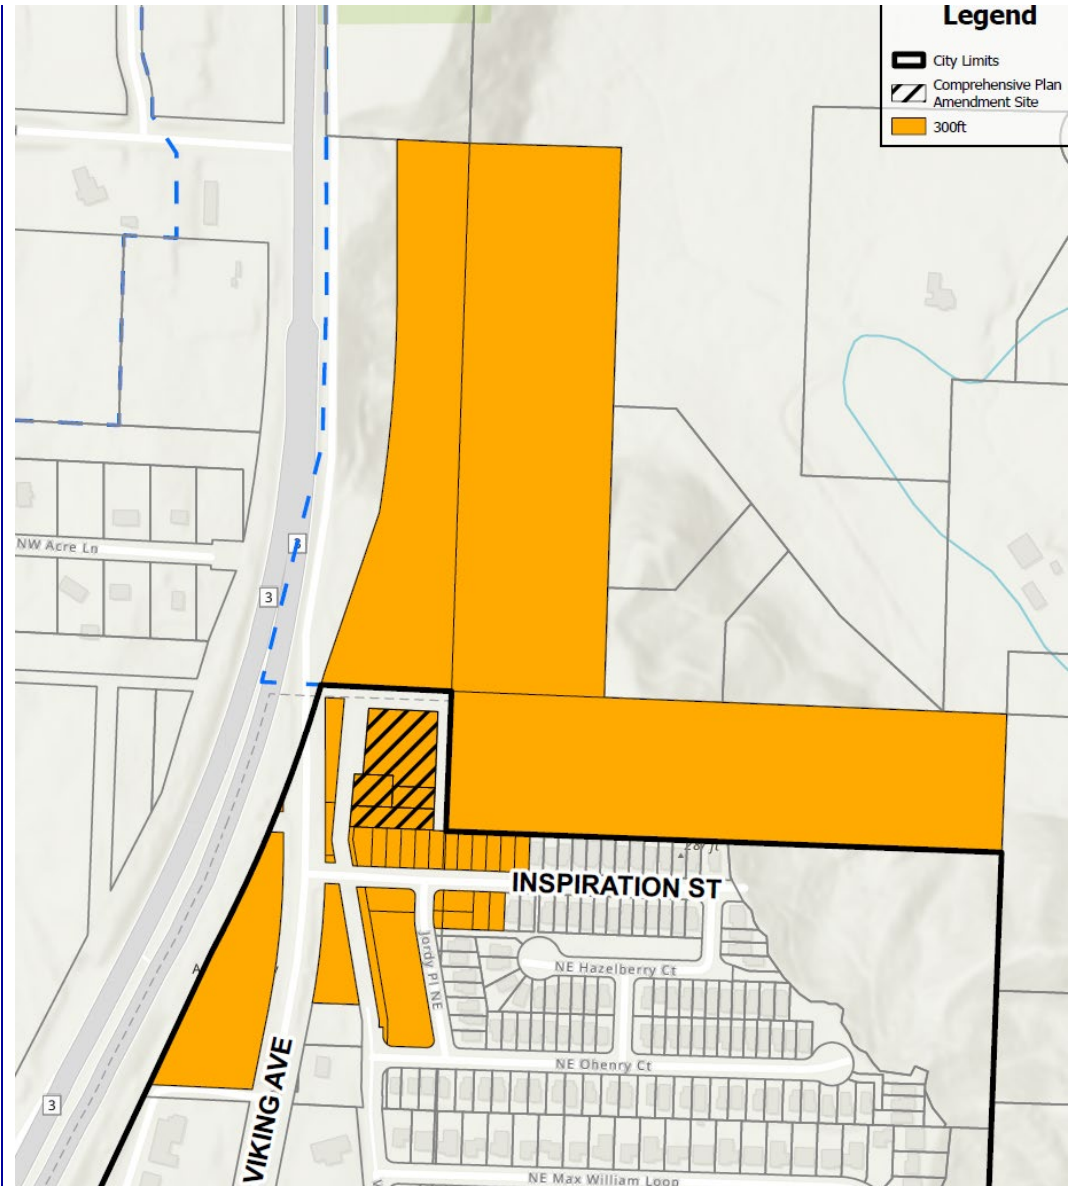 Legend
City Limits
Comprehensive Plan
Amendment Site
300ft
NW Acre Ln
3
3
INSPIRATION ST
Jordy Pl NE
NE Hazelberry Ct
NE Ohenry Ct
VIKING AVE
3
NE Max William Loop